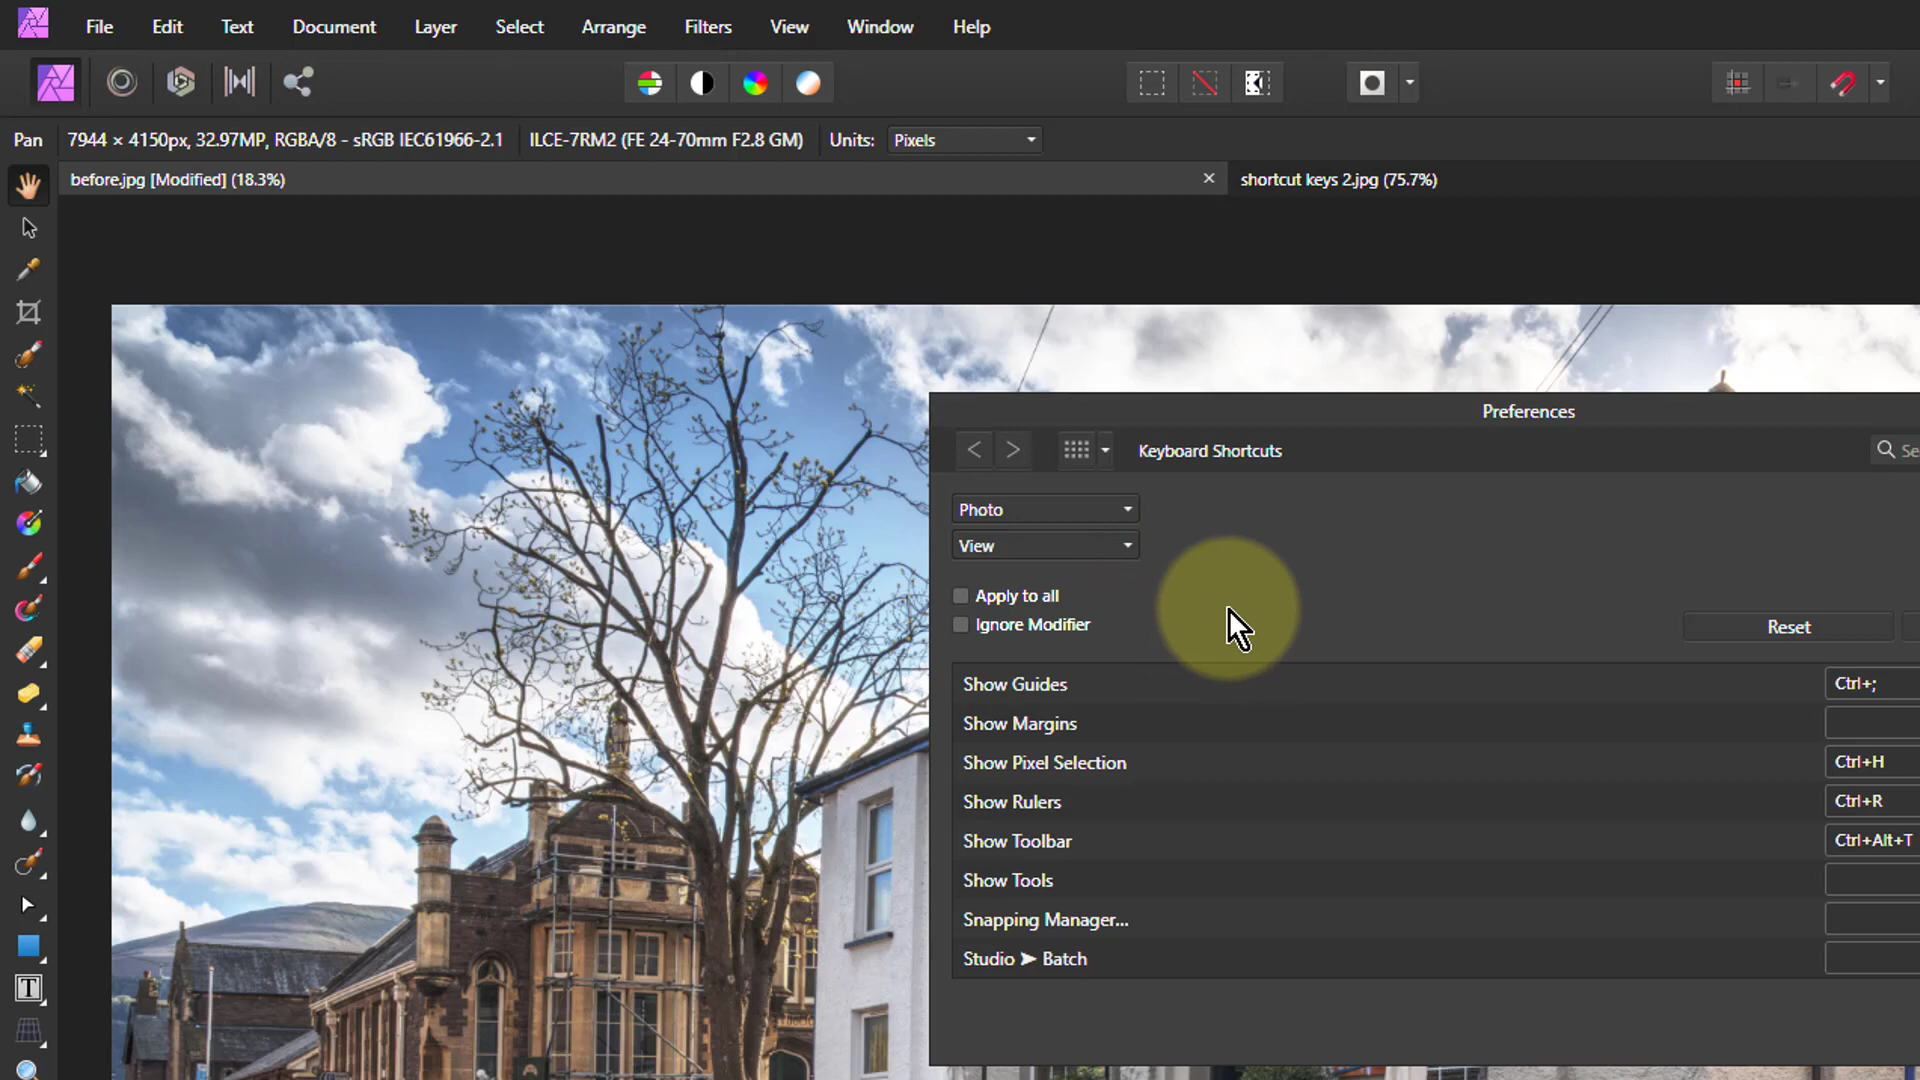 File Edit Text Document Layer Select Arrange Filters View Window Help
Pan 7944 × 4150px, 32.97MP, RGBA/8 - sRGB IEC61966-2.1 ILCE-7RM2 (FE 24-70mm F2.8 GM) Units: Pixels
before.jpg [Modified] (18.3%) shortcut keys 2.jpg (75.7%)
Preferences
Keyboard Shortcuts Se
Photo
View
Apply to all
Ignore Modifier
Reset
Show Guides Ctrl+;
Show Margins
Show Pixel Selection Ctrl+H
Show Rulers Ctrl+R
Show Toolbar Ctrl+Alt+T
Show Tools
Snapping Manager...
Studio ➤ Batch
T